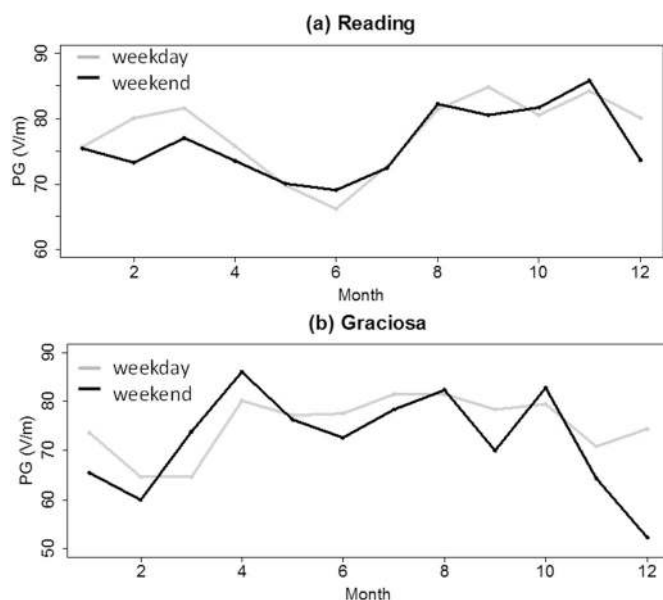 (a) Reading
weekday
weekend
90
80
70
60
PG (V/m)
2 4 6 8 10 12
Month
(b) Graciosa
weekday
weekend
90
80
70
60
50
PG (V/m)
2 4 6 8 10 12
Month